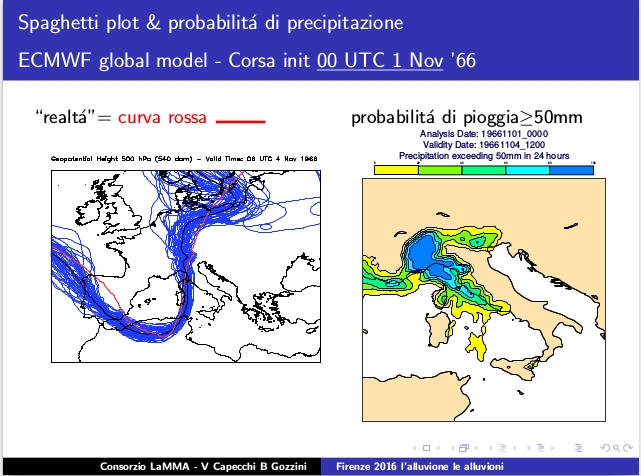 Spaghetti plot & probabilitá di precipitazione
ECMWF global model - Corsa init 00 UTC 1 Nov '66
“realtá”= curva rossa
probabilitá di pioggia≥50mm
Geopotential Height 500 hPa (540 dam) – Valid Time: 06 UTC 4 Nov 1966
Analysis Date: 19661101_0000
Validity Date: 19661104_1200
Precipitation exceeding 50mm in 24 hours
Consorzio LaMMA - V Capecchi B Gozzini
Firenze 2016 l'alluvione le alluvioni